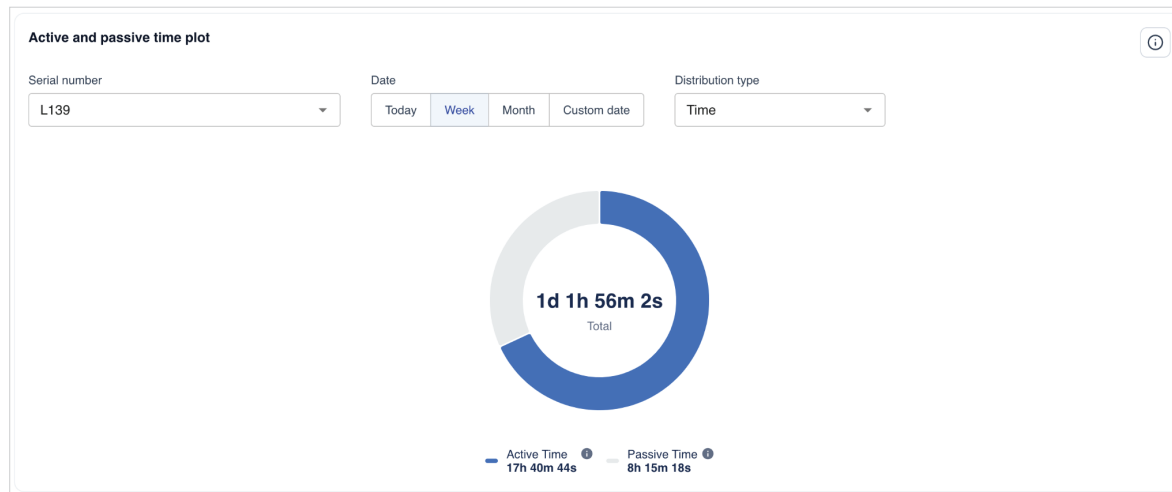 Active and passive time plot
Serial number
L139
Date
Today Week Month Custom date
Distribution type
Time
1d 1h 56m 2s
Total
Active Time
17h 40m 44s
Passive Time
8h 15m 18s